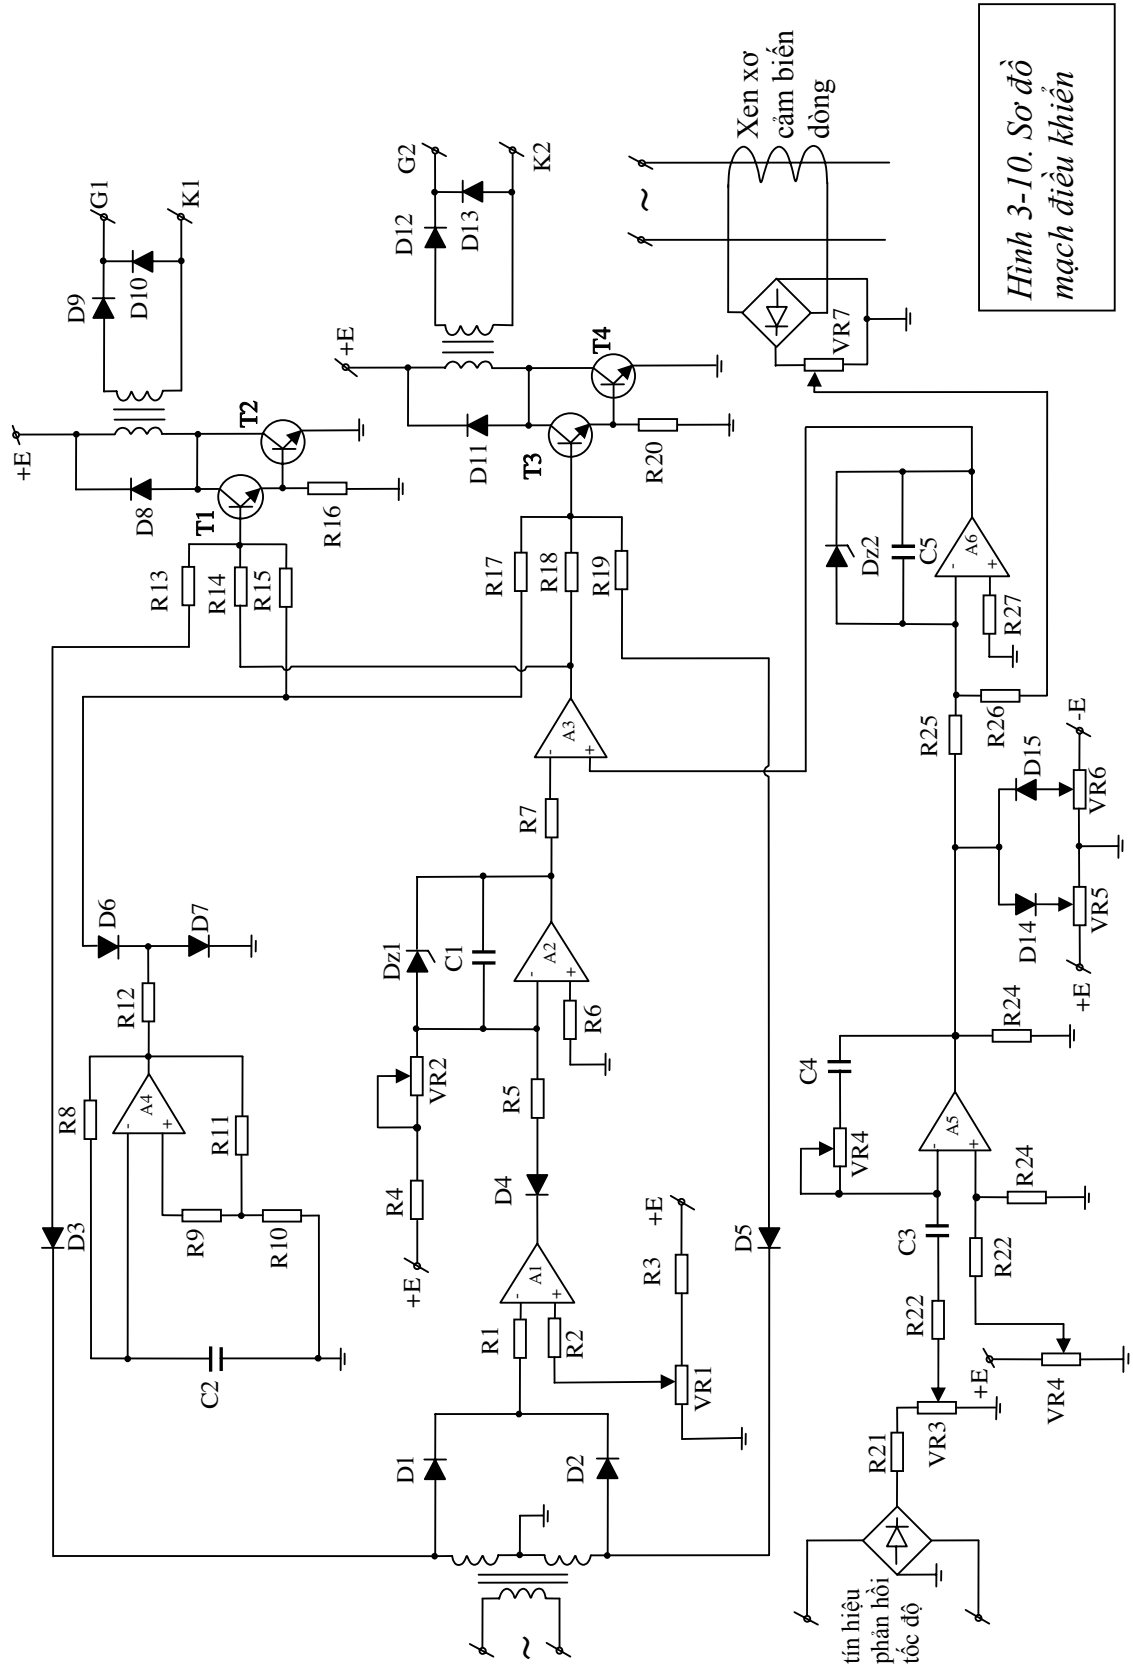 G1
K1
D9
D10
+E
D8
T1
T2
R16
R13
R14
R15
G2
K2
D12
D13
+E
D11
T3
T4
R20
R17
R18
R19
~
Xen xơ
cảm biến
dòng
VR7
Hình 3-10. Sơ đồ
mạch điều khiển
D3
R8
A4
-
+
R11
R9
R10
C2
R12
D6
D7
A3
-
+
R7
Dz1
C1
A2
-
+
R6
VR2
R4
+E
R5
D4
A1
-
+
R1
R2
R3
+E
VR1
D1
D2
D5
~
Dz2
C5
A6
-
+
R27
R25
R26
D15
-E
VR6
D14
VR5
+E
R24
C4
VR4
A5
-
+
R24
C3
R22
R22
+E
VR4
VR3
R21
tín hiệu
phản hồi
tốc độ